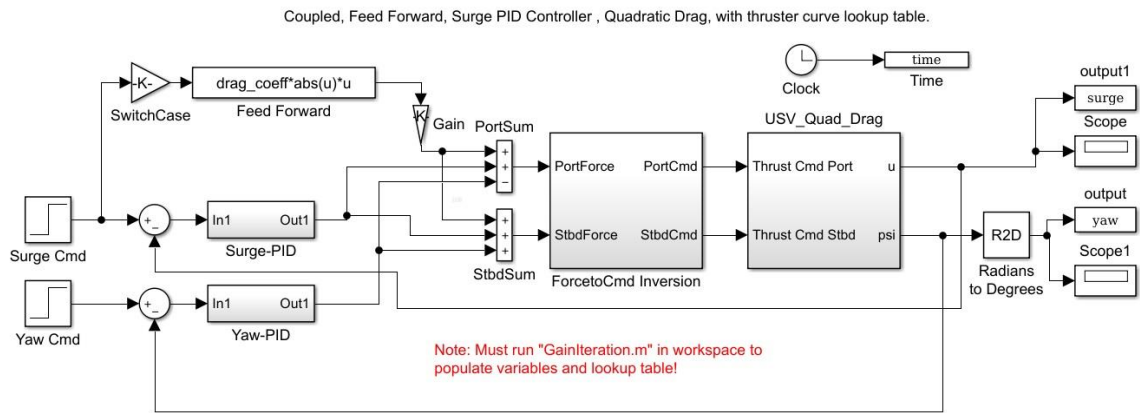 Coupled, Feed Forward, Surge PID Controller , Quadratic Drag, with thruster curve lookup table.
-K-
SwitchCase
drag_coeff*abs(u)*u
Feed Forward
-K-
Gain
Clock
time
Time
output1
surge
Scope
PortSum
+
+
−
USV_Quad_Drag
PortForce
PortCmd
StbdForce
StbdCmd
ForcetoCmd Inversion
Thrust Cmd Port
u
Thrust Cmd Stbd
psi
output
yaw
Scope1
R2D
Radians
to Degrees
Surge Cmd
+
−
In1
Out1
Surge-PID
+
+
+
StbdSum
Yaw Cmd
+
−
In1
Out1
Yaw-PID
Note: Must run "GainIteration.m" in workspace to
populate variables and lookup table!